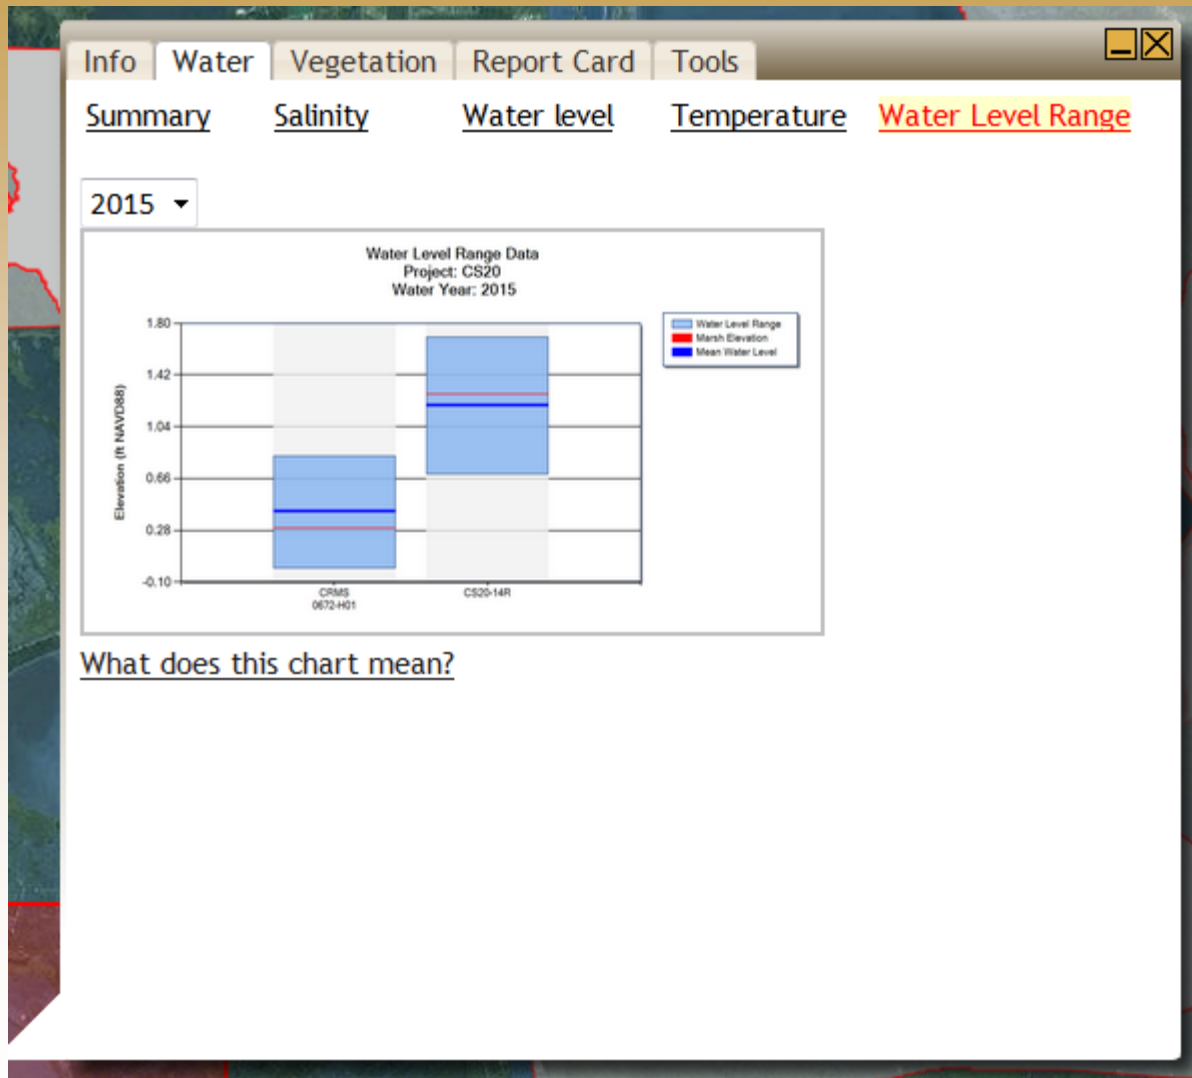 Info Water Vegetation Report Card Tools
Summary Salinity Water level Temperature Water Level Range
2015
Water Level Range Data
Project: CS20
Water Year: 2015
Water Level Range
Marsh Elevation
Mean Water Level
Elevation (ft NAVD88)
1.80
1.42
1.04
0.66
0.28
-0.10
CRMS
0672-H01
CS20-14R
What does this chart mean?